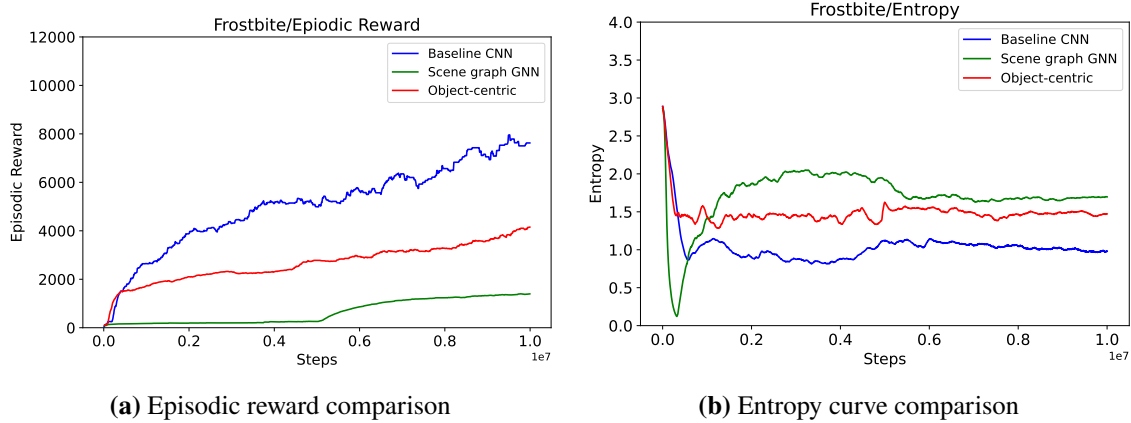 Frostbite/Epiodic Reward
12000
10000
8000
6000
4000
2000
0
Episodic Reward
0.0 0.2 0.4 0.6 0.8 1.0
1e7
Steps
Baseline CNN
Scene graph GNN
Object-centric
(a) Episodic reward comparison
Frostbite/Entropy
4.0
3.5
3.0
2.5
2.0
1.5
1.0
0.5
0.0
Entropy
0.0 0.2 0.4 0.6 0.8 1.0
1e7
Steps
Baseline CNN
Scene graph GNN
Object-centric
(b) Entropy curve comparison